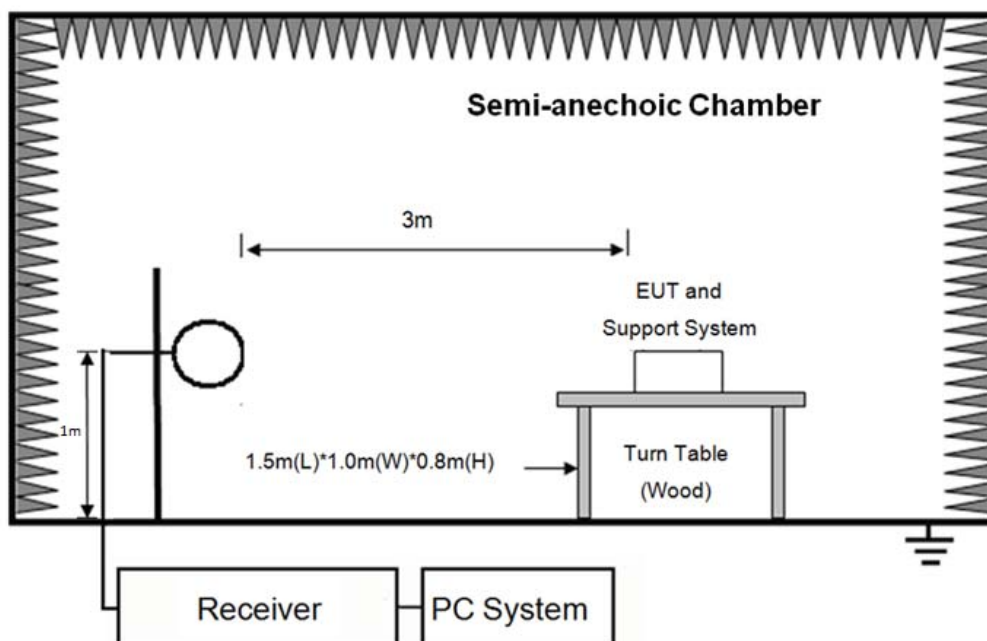 Semi-anechoic Chamber
3m
EUT and
Support System
1m
1.5m(L)*1.0m(W)*0.8m(H)
Turn Table
(Wood)
Receiver
PC System